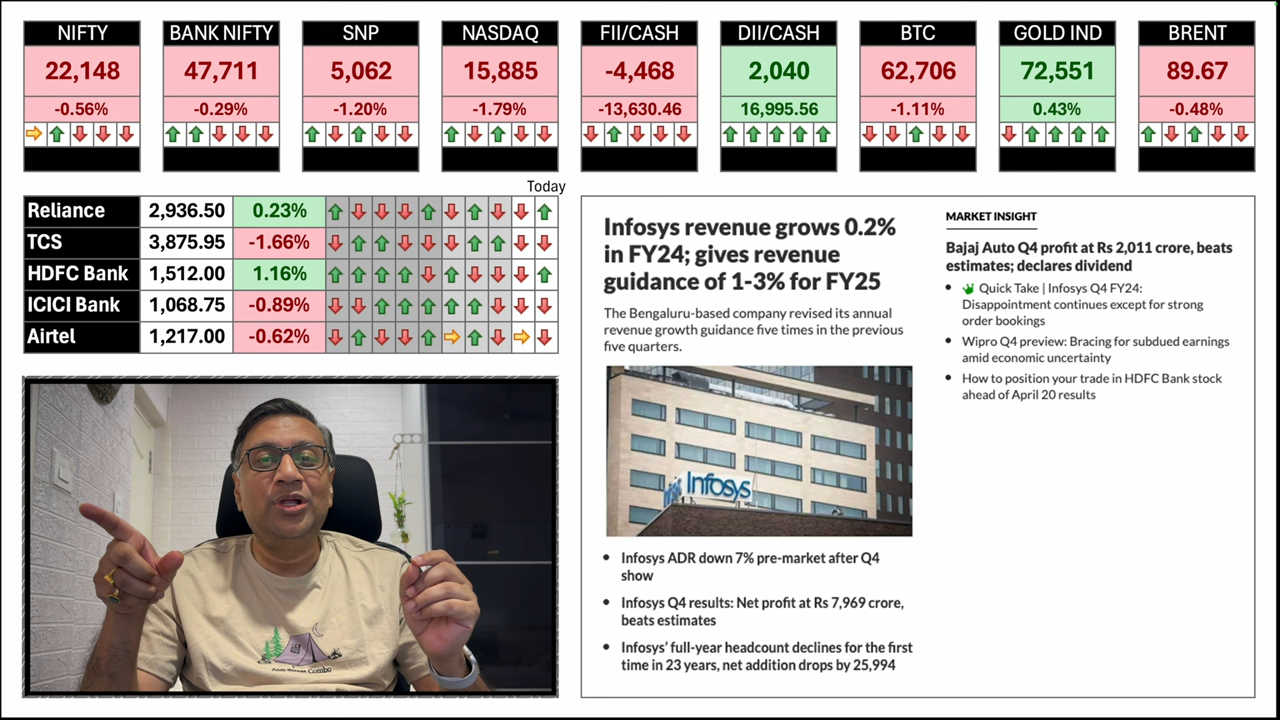 NIFTY
22,148
-0.56%
BANK NIFTY
47,711
-0.29%
SNP
5,062
-1.20%
NASDAQ
15,885
-1.79%
FII/CASH
-4,468
-13,630.46
DII/CASH
2,040
16,995.56
BTC
62,706
-1.11%
GOLD IND
72,551
0.43%
BRENT
89.67
-0.48%
Today
Reliance 2,936.50 0.23%
TCS 3,875.95 -1.66%
HDFC Bank 1,512.00 1.16%
ICICI Bank 1,068.75 -0.89%
Airtel 1,217.00 -0.62%
Infosys revenue grows 0.2%
in FY24; gives revenue
guidance of 1-3% for FY25
The Bengaluru-based company revised its annual
revenue growth guidance five times in the previous
five quarters.
Infosys
• Infosys ADR down 7% pre-market after Q4
show
• Infosys Q4 results: Net profit at Rs 7,969 crore,
beats estimates
• Infosys' full-year headcount declines for the first
time in 23 years, net addition drops by 25,994
MARKET INSIGHT
Bajaj Auto Q4 profit at Rs 2,011 crore, beats
estimates; declares dividend
• Quick Take | Infosys Q4 FY24:
Disappointment continues except for strong
order bookings
• Wipro Q4 preview: Bracing for subdued earnings
amid economic uncertainty
• How to position your trade in HDFC Bank stock
ahead of April 20 results
Combo